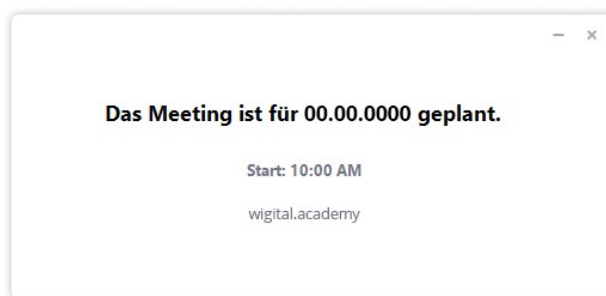 Das Meeting ist für 00.00.0000 geplant.
Start: 10:00 AM
wigital.academy